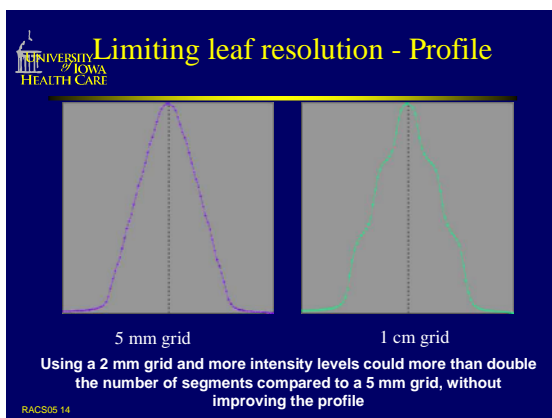 UNIVERSITY
of IOWA
HEALTH CARE
Limiting leaf resolution - Profile
5 mm grid
1 cm grid
Using a 2 mm grid and more intensity levels could more than double
the number of segments compared to a 5 mm grid, without
improving the profile
RACS05 14